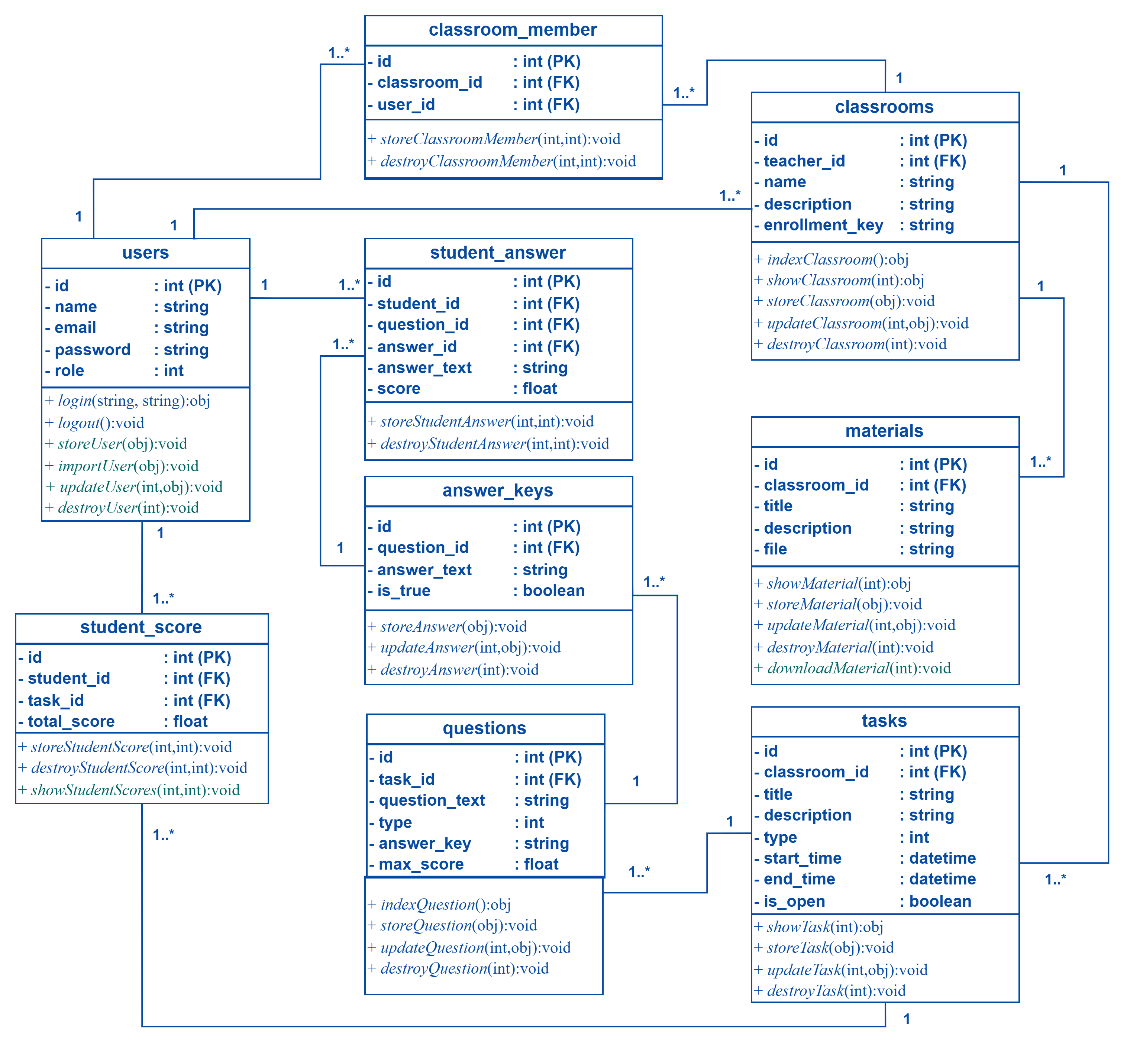 classroom_member
- id : int (PK)
- classroom_id : int (FK)
- user_id : int (FK)
+ storeClassroomMember(int,int):void
+ destroyClassroomMember(int,int):void
1..*
1..*
1
1
classrooms
- id : int (PK)
- teacher_id : int (FK)
- name : string
- description : string
- enrollment_key : string
+ indexClassroom():obj
+ showClassroom(int):obj
+ storeClassroom(obj):void
+ updateClassroom(int,obj):void
+ destroyClassroom(int):void
1
1..*
1
1
users
- id : int (PK)
- name : string
- email : string
- password : string
- role : int
+ login(string, string):obj
+ logout():void
+ storeUser(obj):void
+ importUser(obj):void
+ updateUser(int,obj):void
+ destroyUser(int):void
1
1..*
student_answer
- id : int (PK)
- student_id : int (FK)
- question_id : int (FK)
- answer_id : int (FK)
- answer_text : string
- score : float
+ storeStudentAnswer(int,int):void
+ destroyStudentAnswer(int,int):void
1..*
1
answer_keys
- id : int (PK)
- question_id : int (FK)
- answer_text : string
- is_true : boolean
+ storeAnswer(obj):void
+ updateAnswer(int,obj):void
+ destroyAnswer(int):void
1..*
1
materials
- id : int (PK)
- classroom_id : int (FK)
- title : string
- description : string
- file : string
+ showMaterial(int):obj
+ storeMaterial(obj):void
+ updateMaterial(int,obj):void
+ destroyMaterial(int):void
+ downloadMaterial(int):void
1..*
1
1..*
student_score
- id : int (PK)
- student_id : int (FK)
- task_id : int (FK)
- total_score : float
+ storeStudentScore(int,int):void
+ destroyStudentScore(int,int):void
+ showStudentScores(int,int):void
1..*
questions
- id : int (PK)
- task_id : int (FK)
- question_text : string
- type : int
- answer_key : string
- max_score : float
+ indexQuestion():obj
+ storeQuestion(obj):void
+ updateQuestion(int,obj):void
+ destroyQuestion(int):void
1..*
1
tasks
- id : int (PK)
- classroom_id : int (FK)
- title : string
- description : string
- type : int
- start_time : datetime
- end_time : datetime
- is_open : boolean
+ showTask(int):obj
+ storeTask(obj):void
+ updateTask(int,obj):void
+ destroyTask(int):void
1..*
1